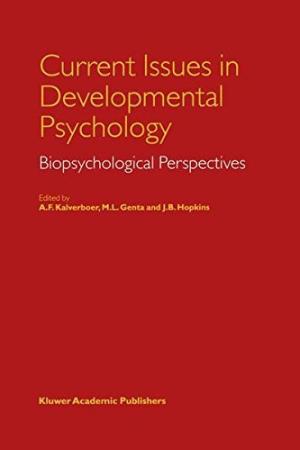 Current Issues in
Developmental
Psychology
Biopsychological Perspectives
Edited by
A.F. Kalverboer, M.L. Genta and J.B. Hopkins
Kluwer Academic Publishers